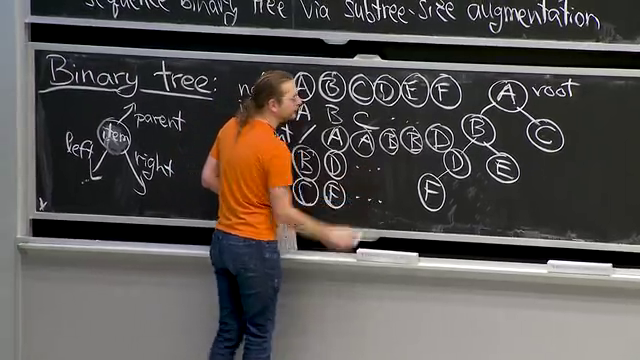 sequence binary tree via subtree-size augmentation
Binary tree:
A B C D E F
A B C ...
A A B B D
B D ...
C E ...
item
parent
left
right
A root
B C
D E
F